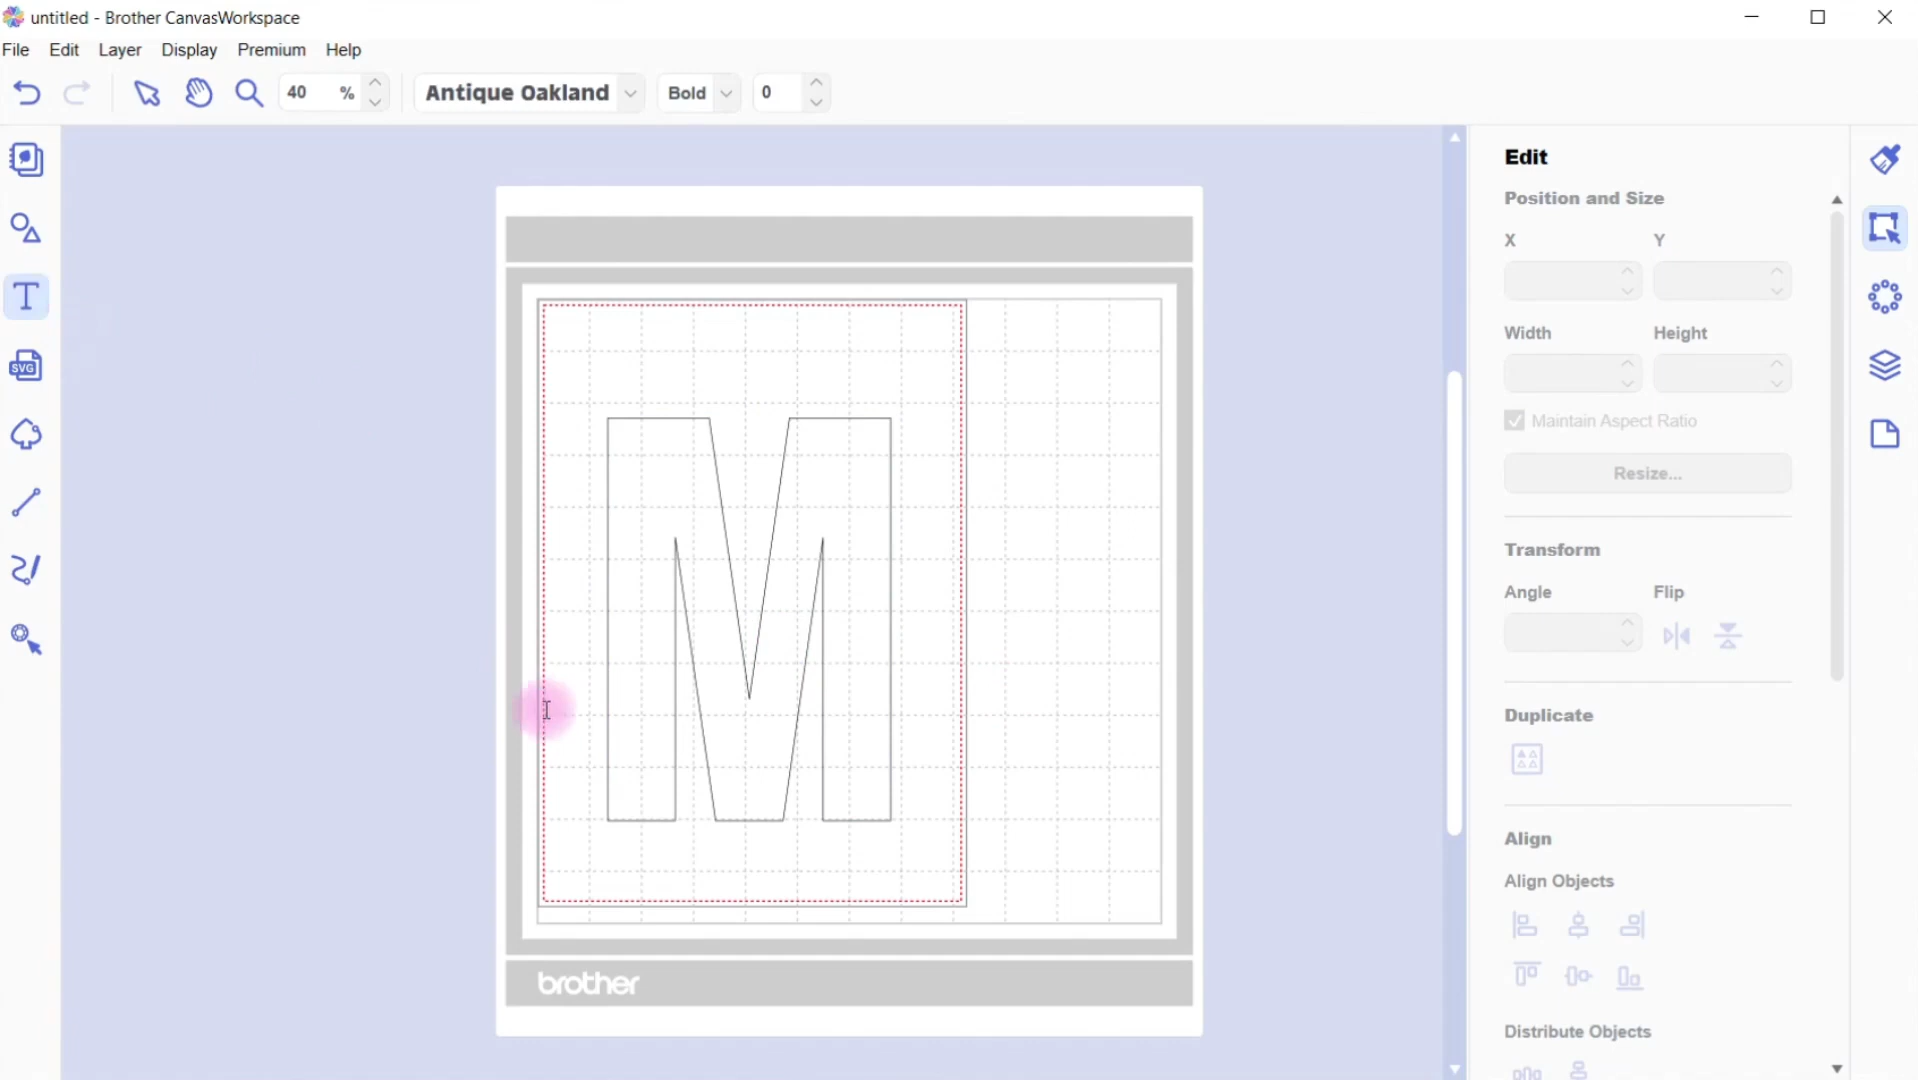 untitled - Brother CanvasWorkspace
File Edit Layer Display Premium Help
40 % Antique Oakland Bold 0
Edit
Position and Size
X Y
Width Height
Maintain Aspect Ratio
Resize...
Transform
Angle Flip
Duplicate
Align
Align Objects
Distribute Objects
T
SVG
M
brother